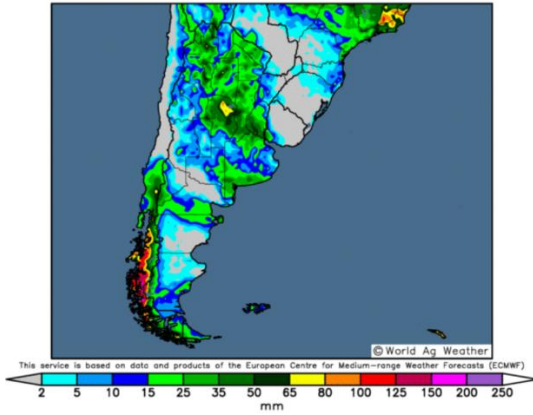 © World Ag Weather
This service is based on data and products of the European Centre for Medium-range Weather Forecasts (ECMWF)
2 5 10 15 25 35 50 65 80 100 125 150 200 250
mm